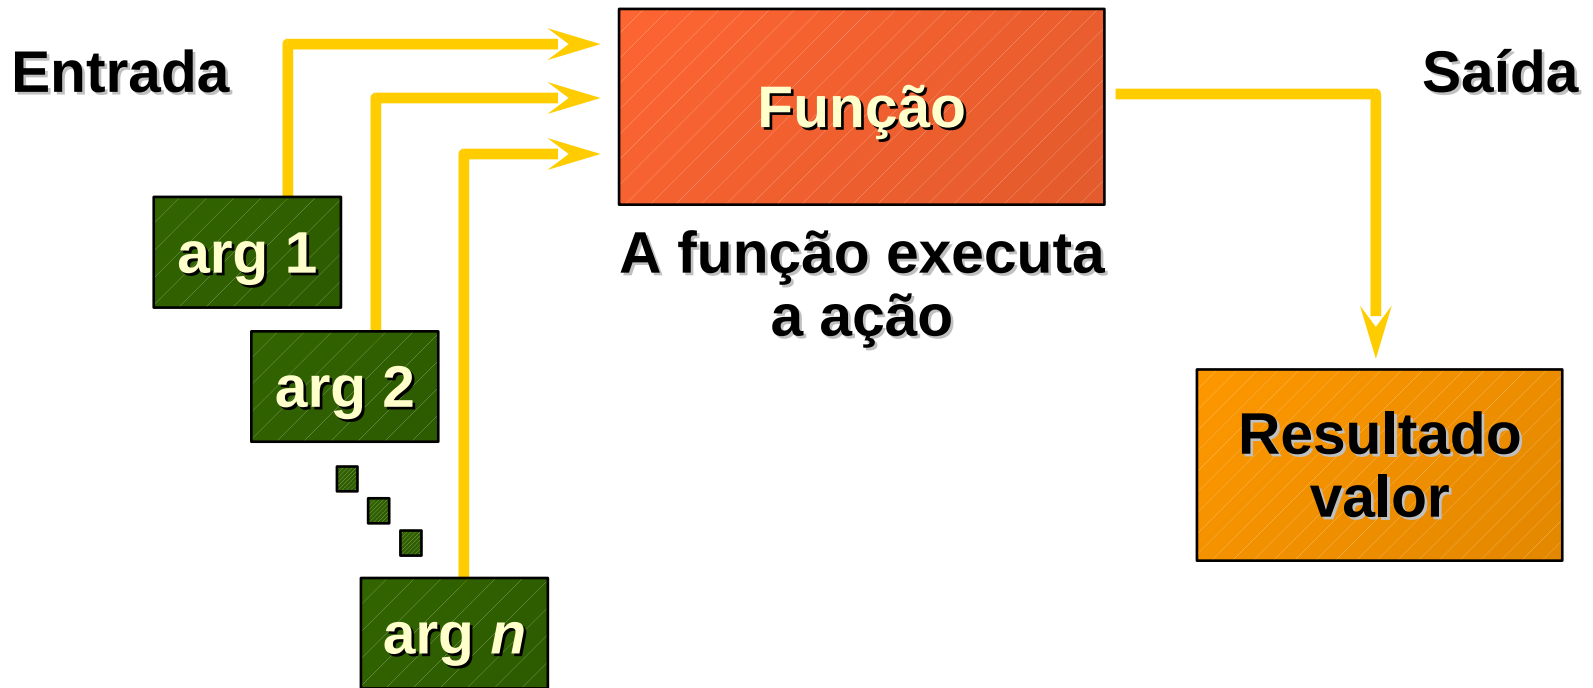 Entrada
Função
Saída
arg 1
A função executa
a ação
arg 2
Resultado
valor
arg n